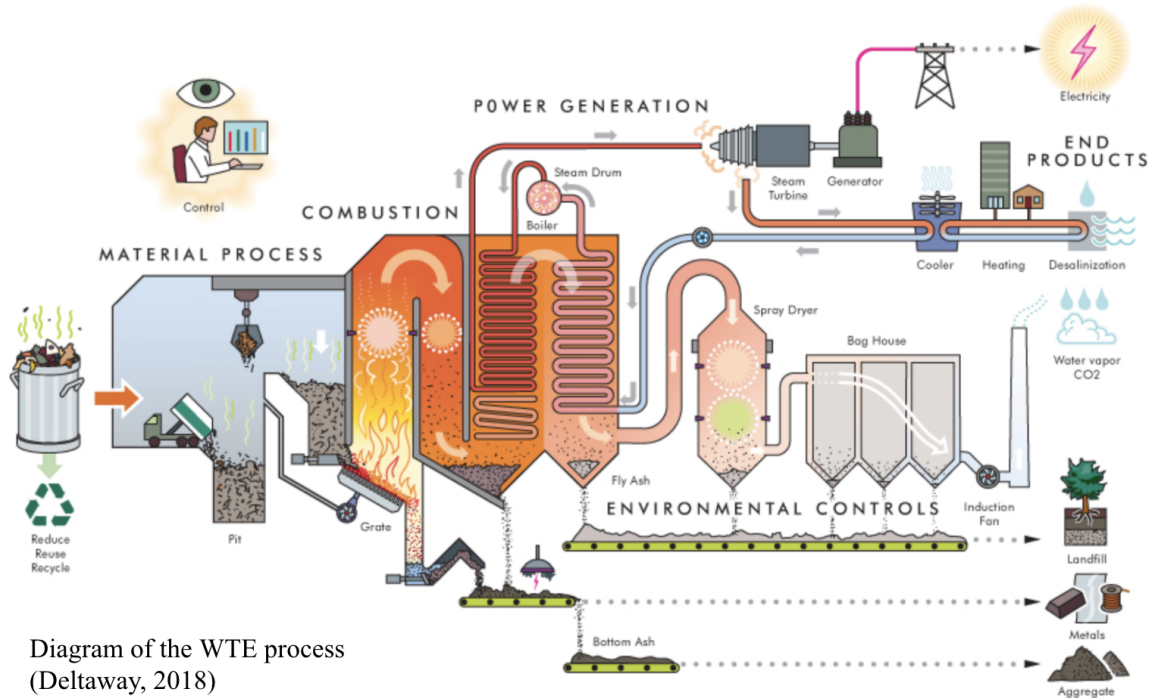 POWER GENERATION
Electricity
END
PRODUCTS
Steam Drum
Steam
Turbine
Generator
Control
COMBUSTION
Boiler
MATERIAL PROCESS
Cooler
Heating
Desalinization
Spray Dryer
Bag House
Water vapor
CO2
Fly Ash
ENVIRONMENTAL CONTROLS
Induction
Fan
Grate
Pit
Reduce
Reuse
Recycle
Landfill
Metals
Bottom Ash
Aggregate
Diagram of the WTE process
(Deltaway, 2018)